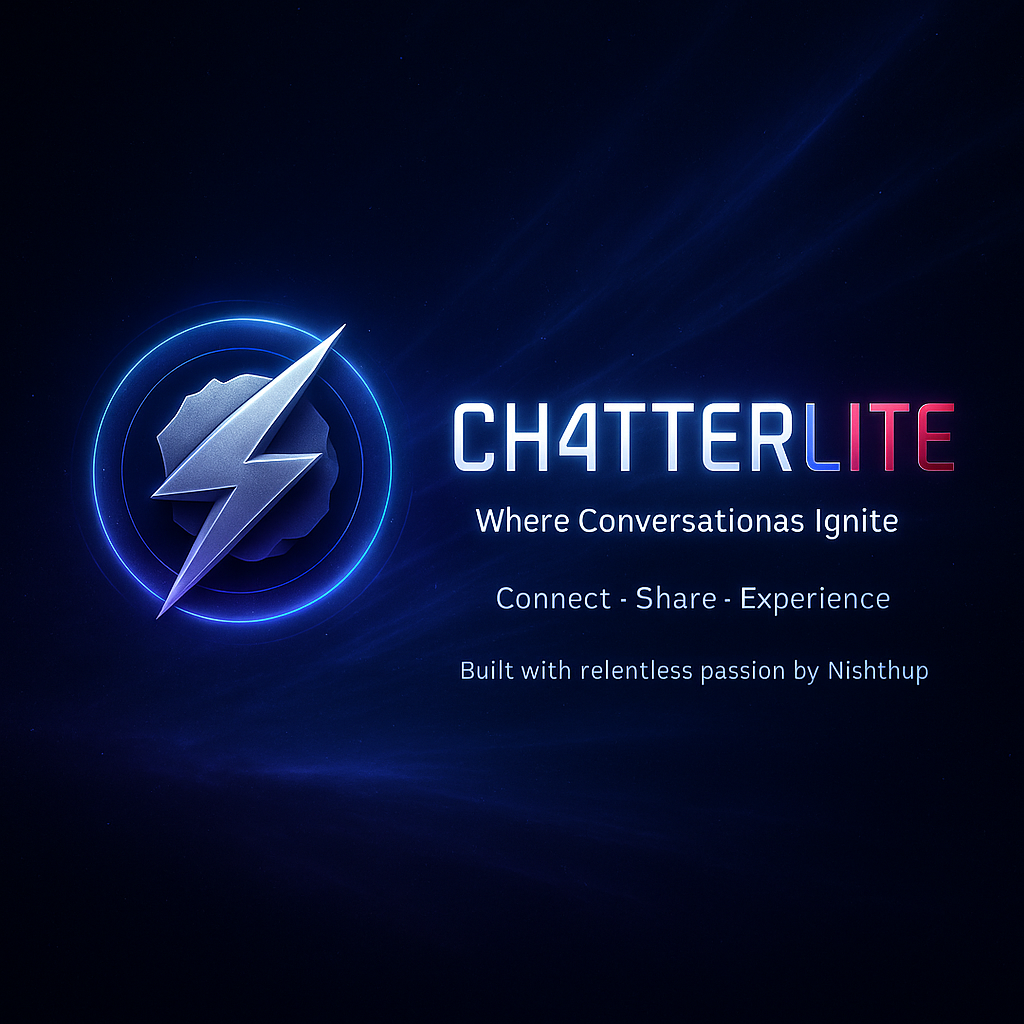 CH4TTERLITE
Where Conversationas Ignite
Connect - Share - Experience
Built with relentless passion by Nishthup